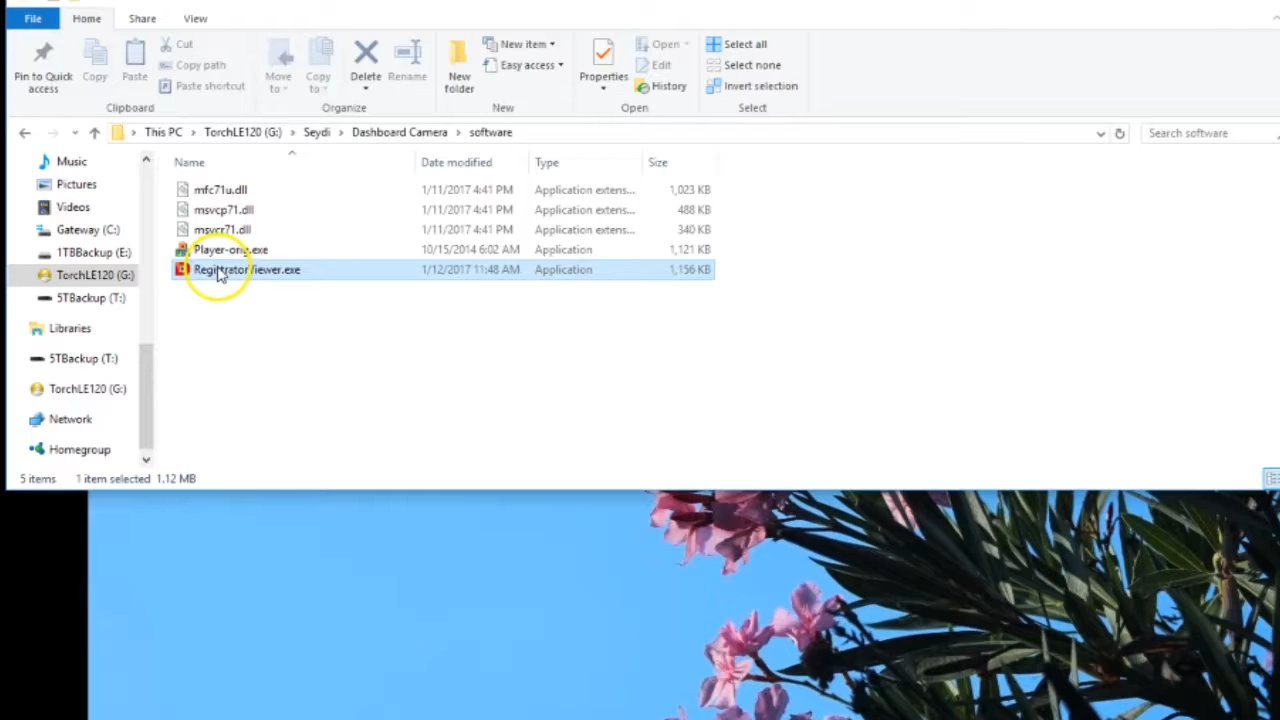 File Home Share View
Pin to Quick access
Copy
Paste
Cut
Copy path
Paste shortcut
Clipboard
Move to
Copy to
Delete
Rename
Organize
New folder
New item
Easy access
New
Properties
Open
Edit
History
Open
Select all
Select none
Invert selection
Select
This PC > TorchLE120 (G:) > Seydi > Dashboard Camera > software
Search software
Music
Pictures
Videos
Gateway (C:)
1TBBackup (E:)
TorchLE120 (G:)
5TBackup (T:)
Libraries
5TBackup (T:)
TorchLE120 (G:)
Network
Homegroup
Name Date modified Type Size
mfc71u.dll 1/11/2017 4:41 PM Application extens... 1,023 KB
msvcp71.dll 1/11/2017 4:41 PM Application extens... 488 KB
msvcr71.dll 1/11/2017 4:41 PM Application extens... 340 KB
Player-only.exe 10/15/2014 6:02 AM Application 1,121 KB
RegistratorViewer.exe 1/12/2017 11:48 AM Application 1,156 KB
5 items 1 item selected 1.12 MB